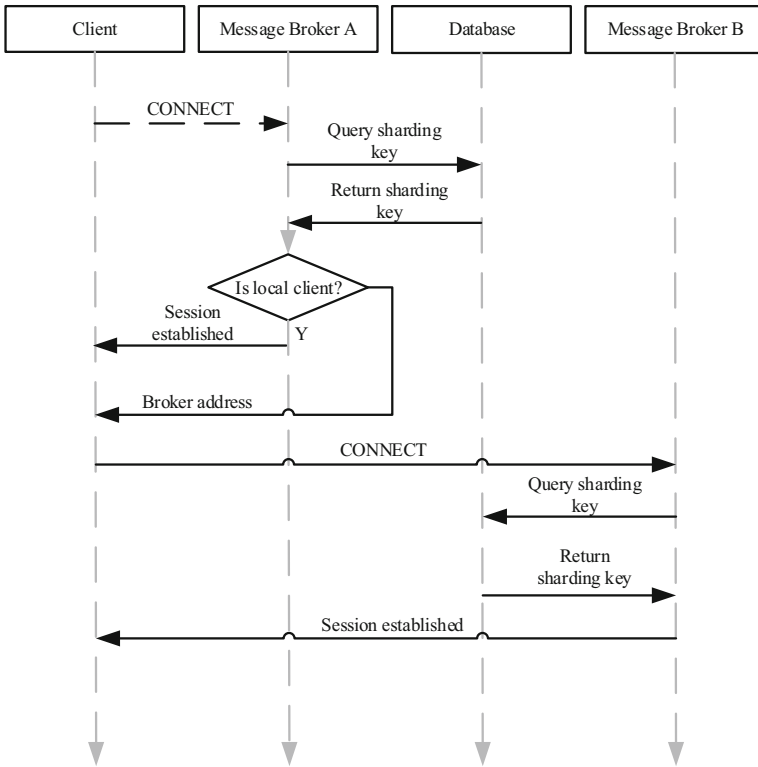 Client
Message Broker A
Database
Message Broker B
CONNECT
Query sharding
key
Return sharding
key
Is local client?
Session
established
Y
Broker address
CONNECT
Query sharding
key
Return
sharding key
Session established